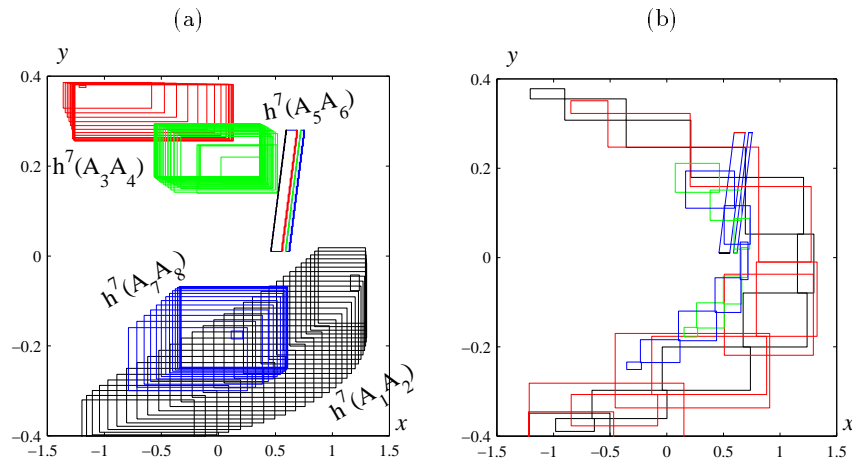 (a) (b)
y y
0.4 0.4
h⁷(A₅A₆)
h⁷(A₃A₄)
0.2 0.2
0 0
h⁷(A₇A₈)
−0.2 −0.2
h⁷(A₁A₂)
x x
−0.4 −0.4
−1.5 −1 −0.5 0 0.5 1 1.5 −1.5 −1 −0.5 0 0.5 1 1.5